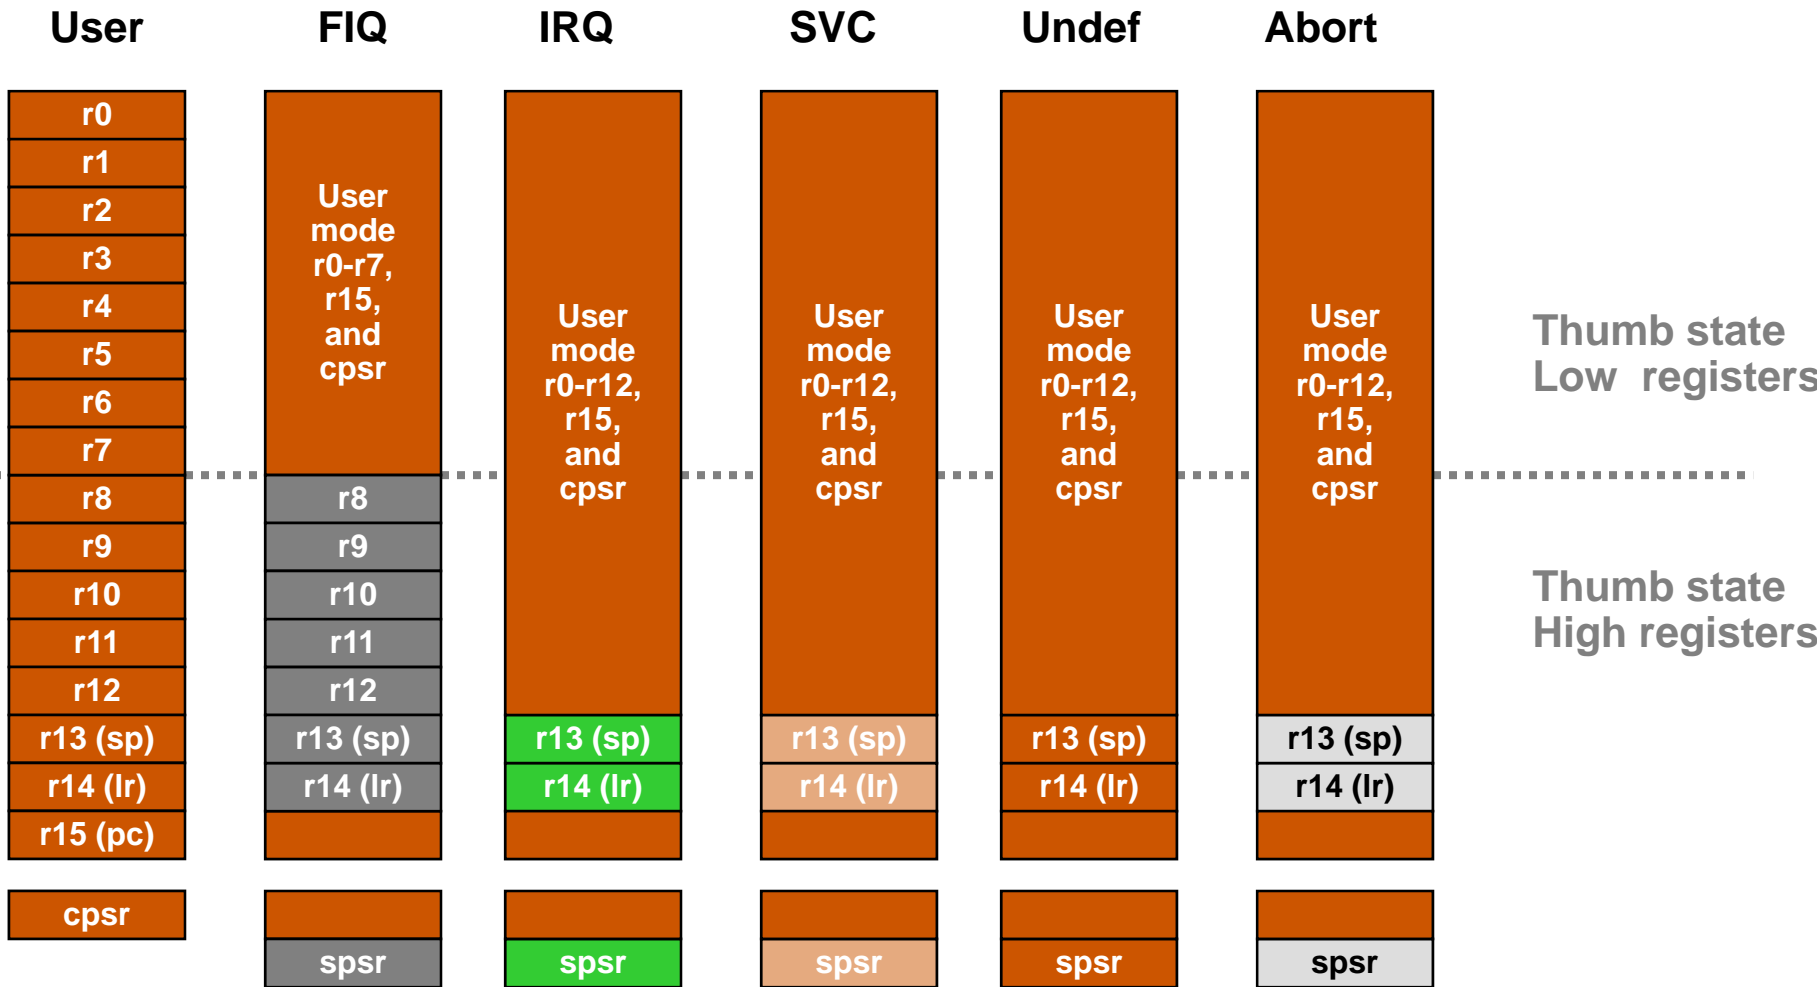 User
FIQ
IRQ
SVC
Undef
Abort
r0
r1
r2
r3
r4
r5
r6
r7
r8
r9
r10
r11
r12
r13 (sp)
r14 (lr)
r15 (pc)
cpsr
User
mode
r0-r7,
r15,
and
cpsr
r8
r9
r10
r11
r12
r13 (sp)
r14 (lr)
spsr
User
mode
r0-r12,
r15,
and
cpsr
r13 (sp)
r14 (lr)
spsr
User
mode
r0-r12,
r15,
and
cpsr
r13 (sp)
r14 (lr)
spsr
User
mode
r0-r12,
r15,
and
cpsr
r13 (sp)
r14 (lr)
spsr
User
mode
r0-r12,
r15,
and
cpsr
r13 (sp)
r14 (lr)
spsr
Thumb state
Low registers
Thumb state
High registers